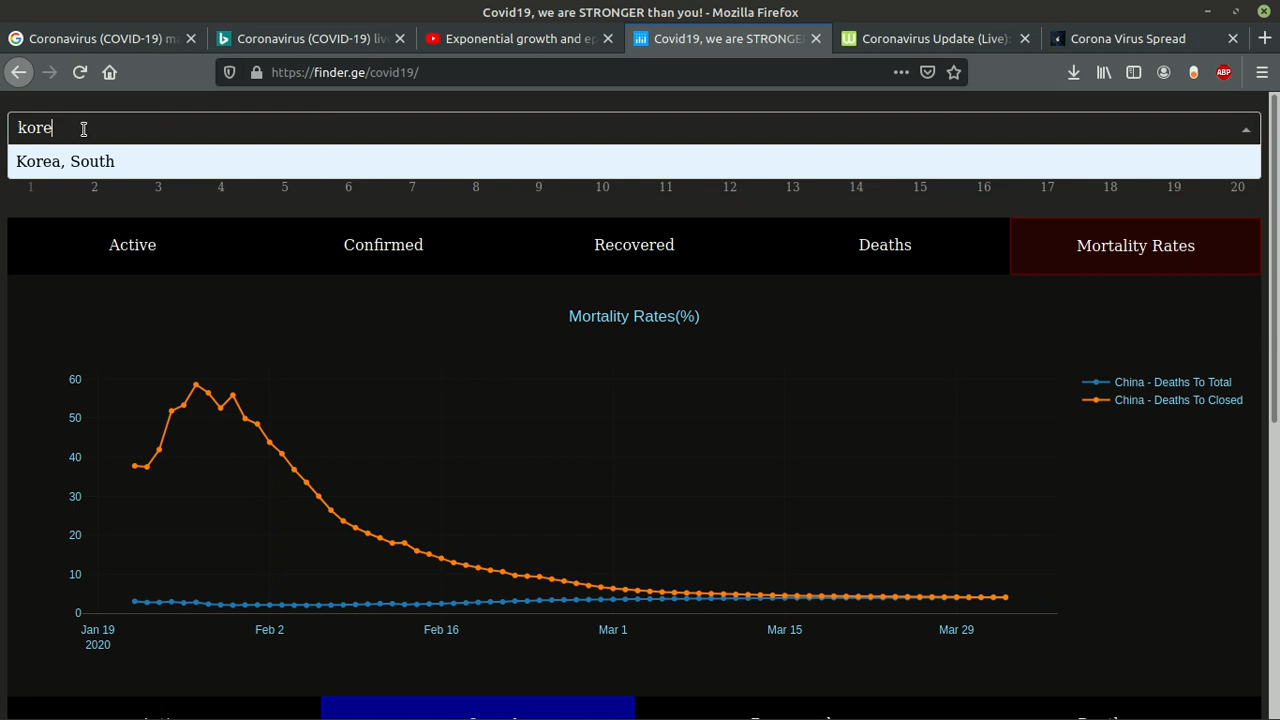 Covid19, we are STRONGER than you! - Mozilla Firefox
Coronavirus (COVID-19) m
Coronavirus (COVID-19) liv
Exponential growth and ep
Covid19, we are STRONGE
Coronavirus Update (Live):
Corona Virus Spread
https://finder.ge/covid19/
ABP
kore
Korea, South
1 2 3 4 5 6 7 8 9 10 11 12 13 14 15 16 17 18 19 20
Active Confirmed Recovered Deaths Mortality Rates
Mortality Rates(%)
China - Deaths To Total
China - Deaths To Closed
60
50
40
30
20
10
0
Jan 19 Feb 2 Feb 16 Mar 1 Mar 15 Mar 29
2020